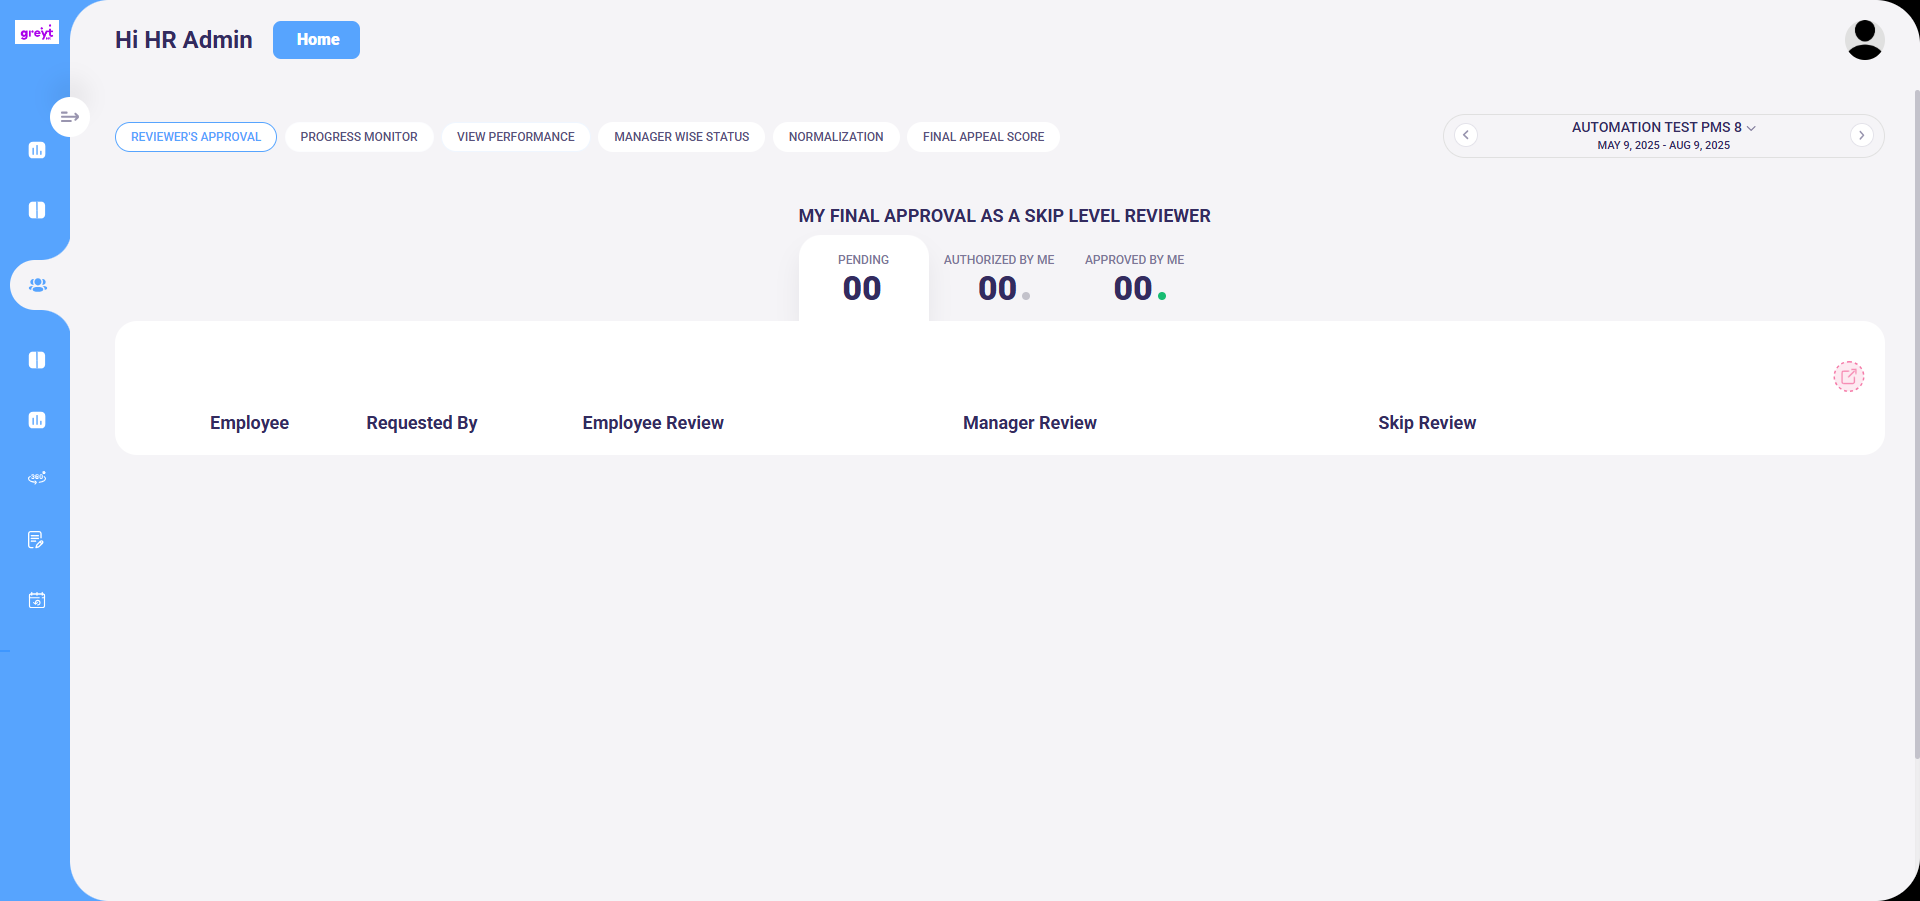 greyt
Hi HR Admin
Home
REVIEWER'S APPROVAL
PROGRESS MONITOR
VIEW PERFORMANCE
MANAGER WISE STATUS
NORMALIZATION
FINAL APPEAL SCORE
AUTOMATION TEST PMS 8
MAY 9, 2025 - AUG 9, 2025
MY FINAL APPROVAL AS A SKIP LEVEL REVIEWER
PENDING
00
AUTHORIZED BY ME
00
APPROVED BY ME
00
Employee
Requested By
Employee Review
Manager Review
Skip Review
360°